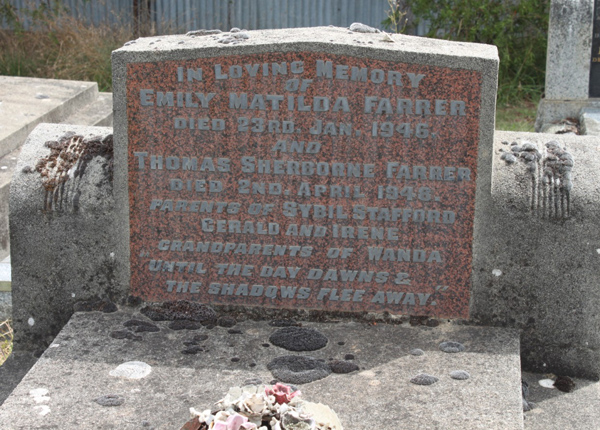 In Loving Memory
OF
EMILY MATILDA FARRER
DIED 23RD. JAN. 1946.
AND
THOMAS SHERBORNE FARRER
DIED 2ND. APRIL 1946.
PARENTS OF SYBIL STAFFORD
GERALD AND IRENE
GRANDPARENTS OF WANDA
"UNTIL THE DAY DAWNS &
THE SHADOWS FLEE AWAY."